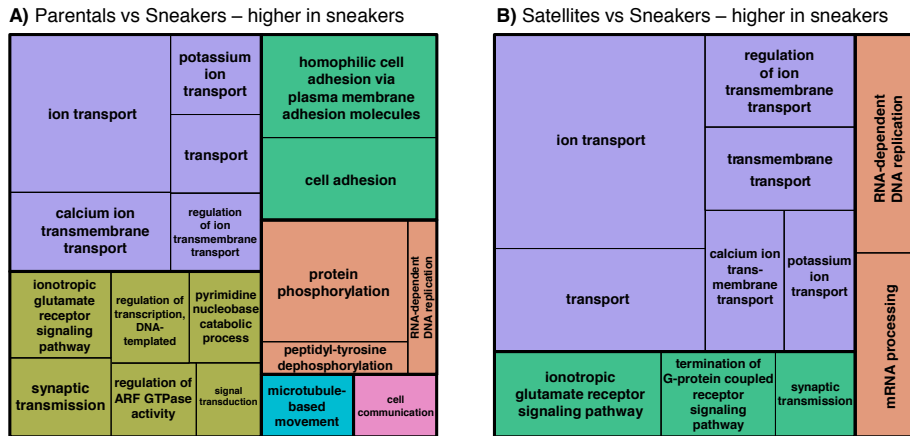 A) Parentals vs Sneakers – higher in sneakers
ion transport
potassium
ion
transport
transport
calcium ion
transmembrane
transport
regulation
of ion
transmembrane
transport
homophilic cell
adhesion via
plasma membrane
adhesion molecules
cell adhesion
protein
phosphorylation
RNA-dependent
DNA replication
peptidyl-tyrosine
dephosphorylation
ionotropic
glutamate
receptor
signaling
pathway
regulation of
transcription,
DNA-
templated
pyrimidine
nucleobase
catabolic
process
synaptic
transmission
regulation of
ARF GTPase
activity
signal
transduction
microtubule-
based
movement
cell
communication
B) Satellites vs Sneakers – higher in sneakers
ion transport
regulation
of ion
transmembrane
transport
transmembrane
transport
transport
calcium ion
trans-
membrane
transport
potassium
ion
transport
RNA-dependent
DNA replication
mRNA processing
ionotropic
glutamate receptor
signaling pathway
termination of
G-protein coupled
receptor
signaling
pathway
synaptic
transmission